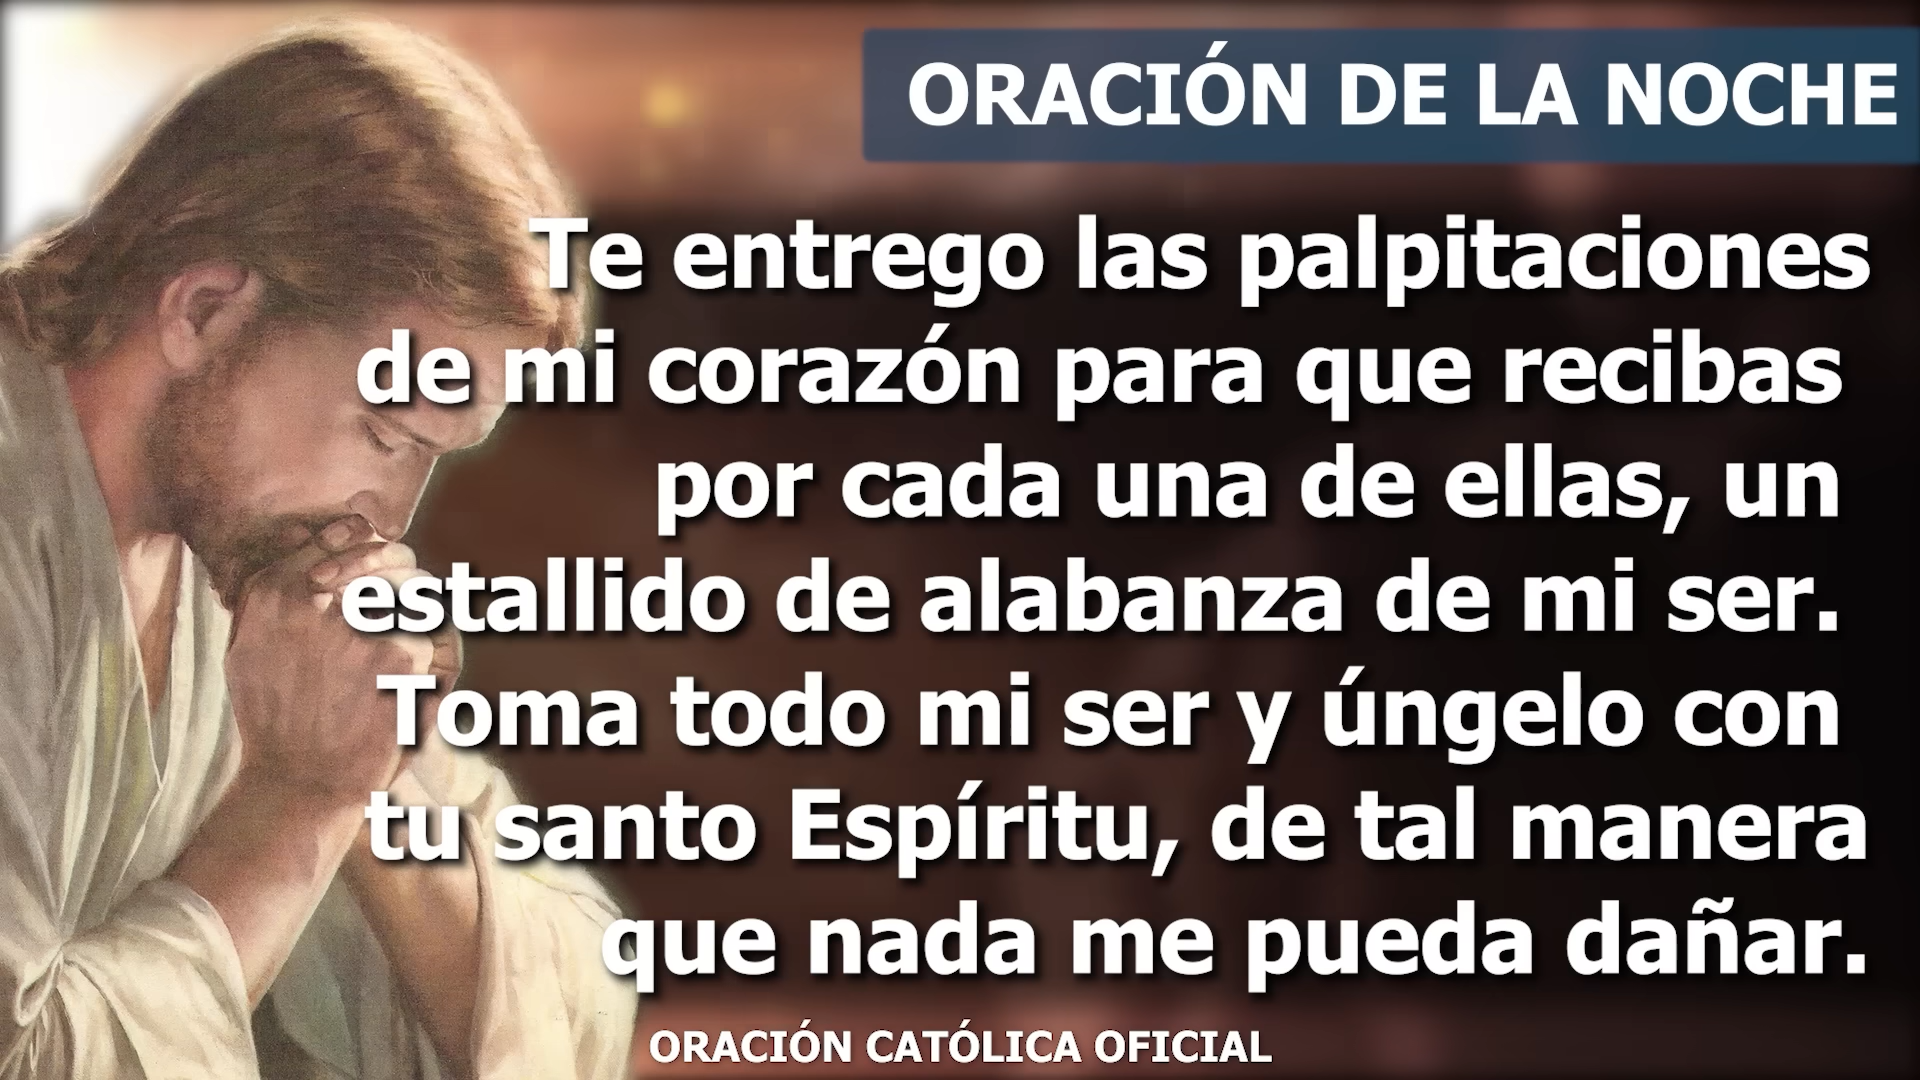 ORACIÓN DE LA NOCHE
Te entrego las palpitaciones
de mi corazón para que recibas
por cada una de ellas, un
estallido de alabanza de mi ser.
Toma todo mi ser y úngelo con
tu santo Espíritu, de tal manera
que nada me pueda dañar.
ORACIÓN CATÓLICA OFICIAL